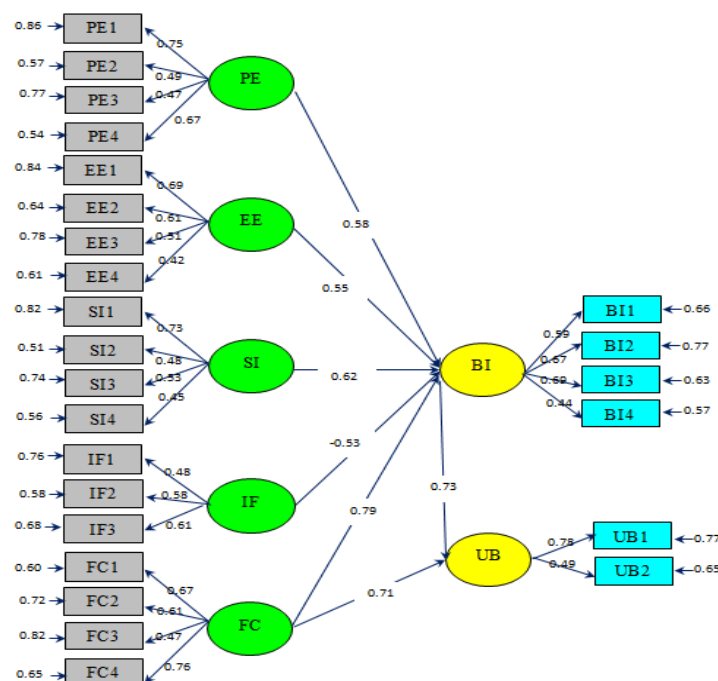 0.86 PE1 0.75
0.57 PE2 0.49
0.77 PE3 0.47
0.54 PE4 0.67
PE
0.84 EE1 0.69
0.64 EE2 0.61
0.78 EE3 0.51
0.61 EE4 0.42
EE
0.82 SI1 0.73
0.51 SI2 0.48
0.74 SI3 0.53
0.56 SI4 0.45
SI
0.76 IF1 0.48
0.58 IF2 0.58
0.68 IF3 0.61
IF
0.60 FC1 0.67
0.72 FC2 0.61
0.82 FC3 0.47
0.65 FC4 0.76
FC
0.58
0.55
0.62
-0.53
0.79
0.71
0.73
BI
0.59 BI1 0.66
0.67 BI2 0.77
0.69 BI3 0.63
0.44 BI4 0.57
UB
0.78 UB1 0.77
0.49 UB2 0.65